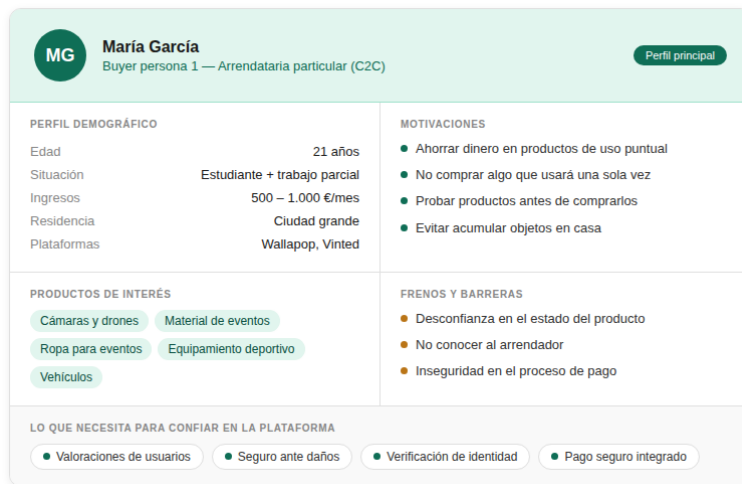 MG
María García
Buyer persona 1 — Arrendataria particular (C2C)
Perfil principal
PERFIL DEMOGRÁFICO
Edad 21 años
Situación Estudiante + trabajo parcial
Ingresos 500 – 1.000 €/mes
Residencia Ciudad grande
Plataformas Wallapop, Vinted
MOTIVACIONES
Ahorrar dinero en productos de uso puntual
No comprar algo que usará una sola vez
Probar productos antes de comprarlos
Evitar acumular objetos en casa
PRODUCTOS DE INTERÉS
Cámaras y drones Material de eventos
Ropa para eventos Equipamiento deportivo
Vehículos
FRENOS Y BARRERAS
Desconfianza en el estado del producto
No conocer al arrendador
Inseguridad en el proceso de pago
LO QUE NECESITA PARA CONFIAR EN LA PLATAFORMA
Valoraciones de usuarios Seguro ante daños Verificación de identidad Pago seguro integrado